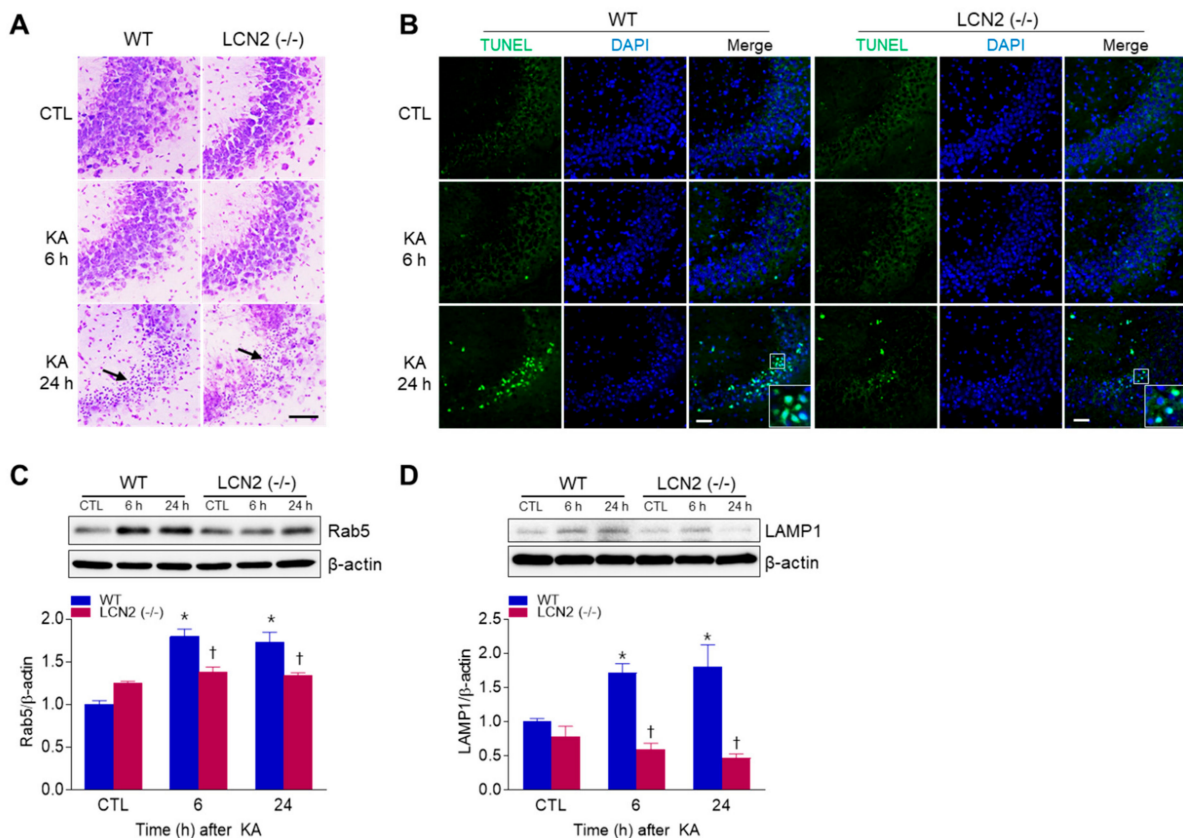 A
WT LCN2 (-/-)
CTL
KA
6 h
KA
24 h
B
WT LCN2 (-/-)
TUNEL DAPI Merge TUNEL DAPI Merge
CTL
KA
6 h
KA
24 h
C
WT LCN2 (-/-)
CTL 6 h 24 h CTL 6 h 24 h
Rab5
β-actin
WT
LCN2 (-/-)
Rab5/β-actin
2.0
1.5
1.0
0.5
0.0
* *
† †
CTL 6 24
Time (h) after KA
D
WT LCN2 (-/-)
CTL 6 h 24 h CTL 6 h 24 h
LAMP1
β-actin
WT
LCN2 (-/-)
LAMP1/β-actin
2.5
2.0
1.5
1.0
0.5
0.0
* *
† †
CTL 6 24
Time (h) after KA